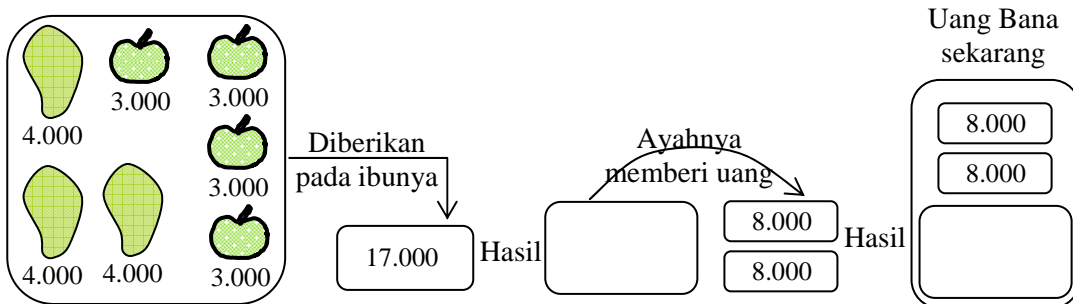 4.000
3.000
3.000
3.000
4.000
4.000
3.000
Diberikan
pada ibunya
17.000
Hasil
Ayahnya
memberi uang
8.000
8.000
Hasil
Uang Bana
sekarang
8.000
8.000